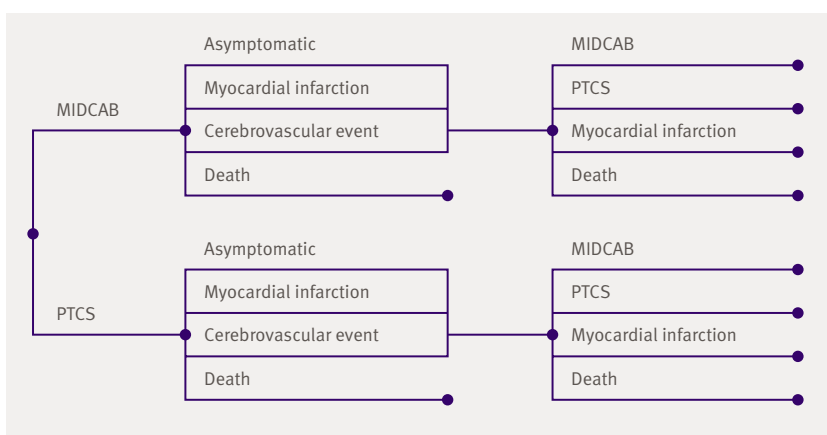 MIDCAB
Asymptomatic
Myocardial infarction
Cerebrovascular event
Death
MIDCAB
PTCS
Myocardial infarction
Death
PTCS
Asymptomatic
Myocardial infarction
Cerebrovascular event
Death
MIDCAB
PTCS
Myocardial infarction
Death